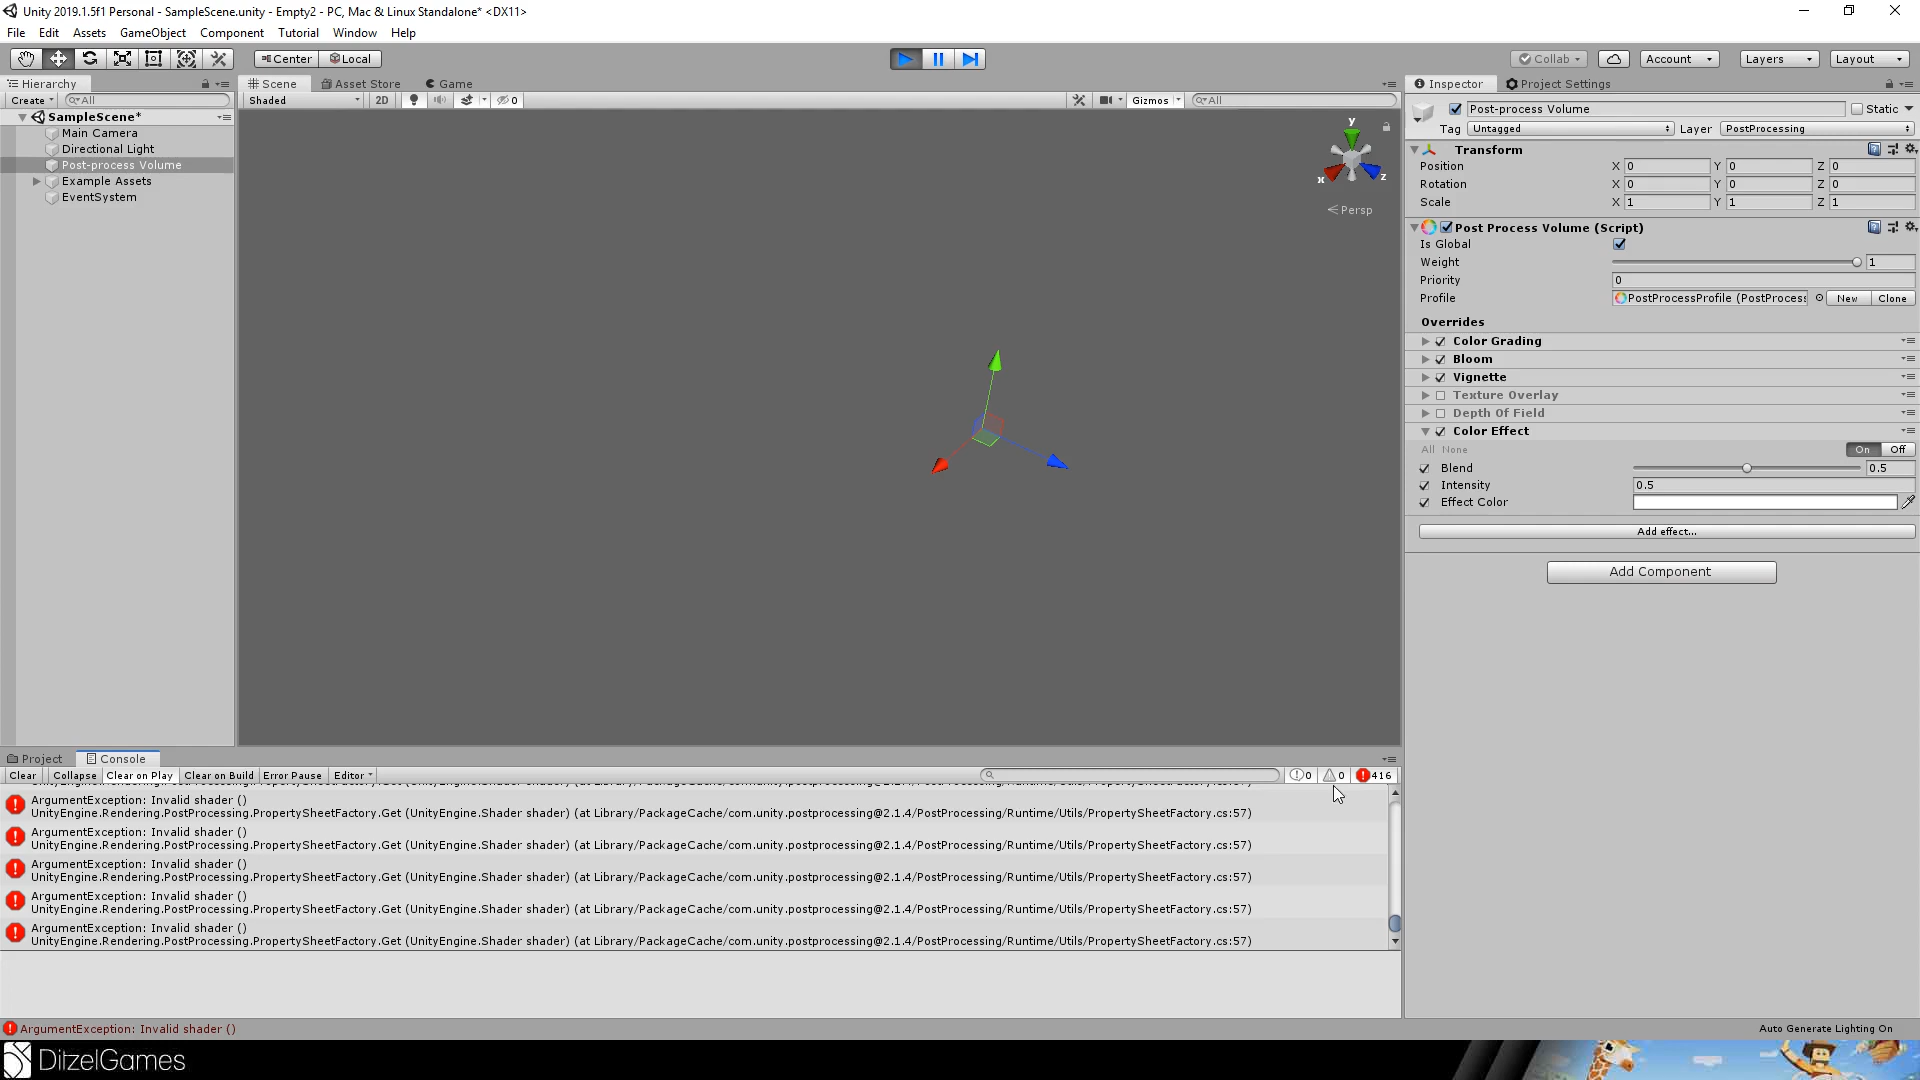 Unity 2019.1.5f1 Personal - SampleScene.unity - Empty2 - PC, Mac & Linux Standalone* <DX11>
File Edit Assets GameObject Component Tutorial Window Help
Center Local Collab Account Layers Layout
Hierarchy
Create All
SampleScene*
Main Camera
Directional Light
Post-process Volume
Example Assets
EventSystem
Scene Asset Store Game
Shaded 2D 0 Gizmos All
y
x z
Persp
Inspector Project Settings
Post-process Volume Static
Tag Untagged Layer PostProcessing
Transform
Position X 0 Y 0 Z 0
Rotation X 0 Y 0 Z 0
Scale X 1 Y 1 Z 1
Post Process Volume (Script)
Is Global
Weight 1
Priority 0
Profile PostProcessProfile (PostProcess New Clone
Overrides
Color Grading
Bloom
Vignette
Texture Overlay
Depth Of Field
Color Effect
All None On Off
Blend 0.5
Intensity 0.5
Effect Color
Add effect...
Add Component
Project Console
Clear Collapse Clear on Play Clear on Build Error Pause Editor 0 0 416
ArgumentException: Invalid shader ()
UnityEngine.Rendering.PostProcessing.PropertySheetFactory.Get (UnityEngine.Shader shader) (at Library/PackageCache/com.unity.postprocessing@2.1.4/PostProcessing/Runtime/Utils/PropertySheetFactory.cs:57)
ArgumentException: Invalid shader ()
UnityEngine.Rendering.PostProcessing.PropertySheetFactory.Get (UnityEngine.Shader shader) (at Library/PackageCache/com.unity.postprocessing@2.1.4/PostProcessing/Runtime/Utils/PropertySheetFactory.cs:57)
ArgumentException: Invalid shader ()
UnityEngine.Rendering.PostProcessing.PropertySheetFactory.Get (UnityEngine.Shader shader) (at Library/PackageCache/com.unity.postprocessing@2.1.4/PostProcessing/Runtime/Utils/PropertySheetFactory.cs:57)
ArgumentException: Invalid shader ()
UnityEngine.Rendering.PostProcessing.PropertySheetFactory.Get (UnityEngine.Shader shader) (at Library/PackageCache/com.unity.postprocessing@2.1.4/PostProcessing/Runtime/Utils/PropertySheetFactory.cs:57)
ArgumentException: Invalid shader ()
UnityEngine.Rendering.PostProcessing.PropertySheetFactory.Get (UnityEngine.Shader shader) (at Library/PackageCache/com.unity.postprocessing@2.1.4/PostProcessing/Runtime/Utils/PropertySheetFactory.cs:57)
ArgumentException: Invalid shader ()
Auto Generate Lighting On
DitzelGames